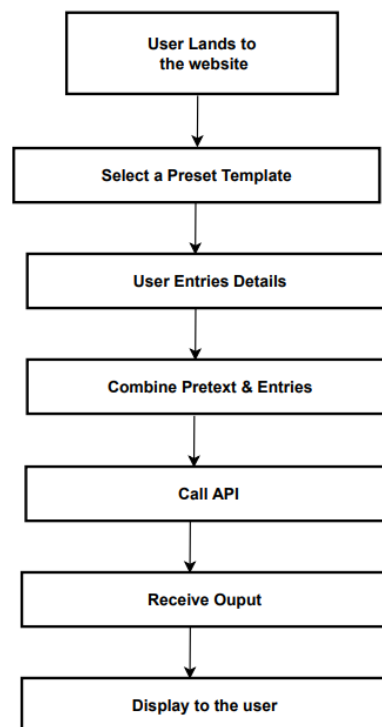 User Lands to
the website
Select a Preset Template
User Entries Details
Combine Pretext & Entries
Call API
Receive Ouput
Display to the user